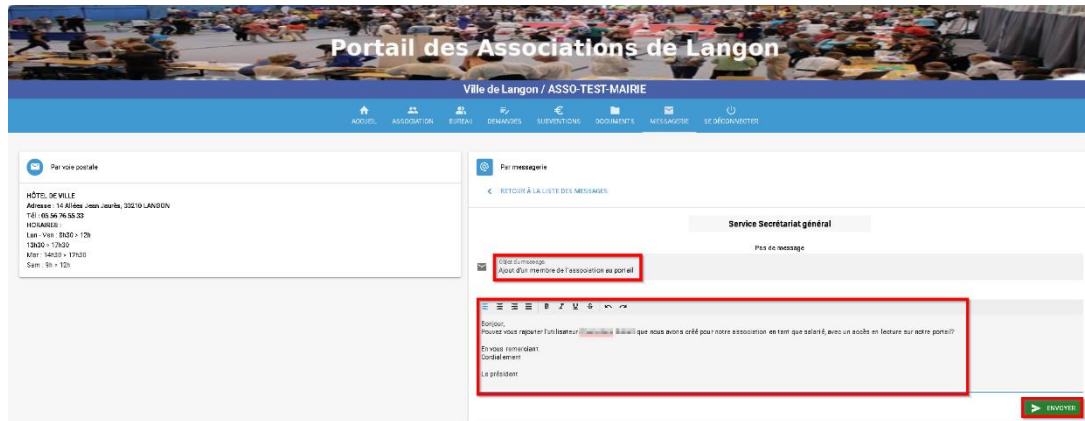 Portail des Associations de Langon
Ville de Langon / ASSO-TEST-MAIRIE
ACCUEIL ASSOCIATION BUREAU DEMANDES SUBVENTIONS DOCUMENTS MESSAGERIE SE DÉCONNECTER
Par voie postale
HÔTEL DE VILLE
Adresse : 14 Allées Jean Jaurès, 33210 LANGON
Tél : 05 56 76 55 33
HORAIRES :
Lun - Ven : 8h30 > 12h
13h30 > 17h30
Mar : 14h30 > 17h30
Sam : 9h > 12h
Par messagerie
RETOUR À LA LISTE DES MESSAGES
Service Secrétariat général
Pas de message
Objet du message
Ajout d'un membre de l'association au portail
B I U S
Bonjour,
Pouvez vous rajouter l'utilisateur que nous avons créé pour notre association en tant que salarié, avec un accès en lecture sur notre portail?
En vous remerciant
Cordialement
Le président
ENVOYER